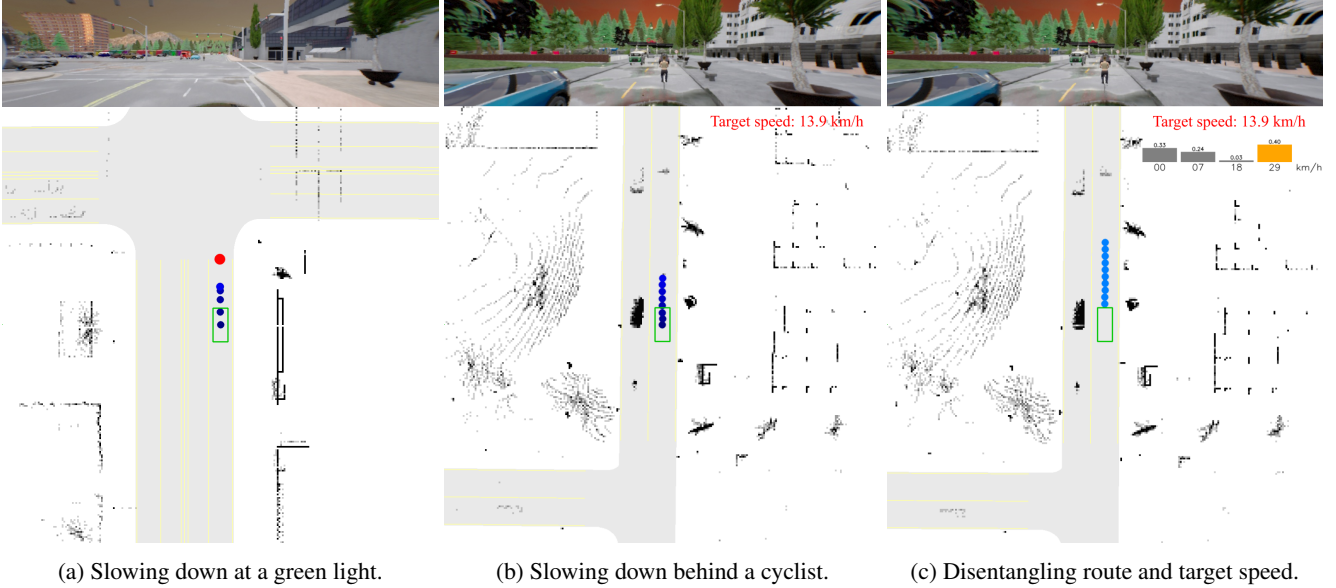 Target speed: 13.9 km/h
Target speed: 13.9 km/h
0.33 0.24 0.03 0.40
00 07 18 29 km/h
(a) Slowing down at a green light.
(b) Slowing down behind a cyclist.
(c) Disentangling route and target speed.